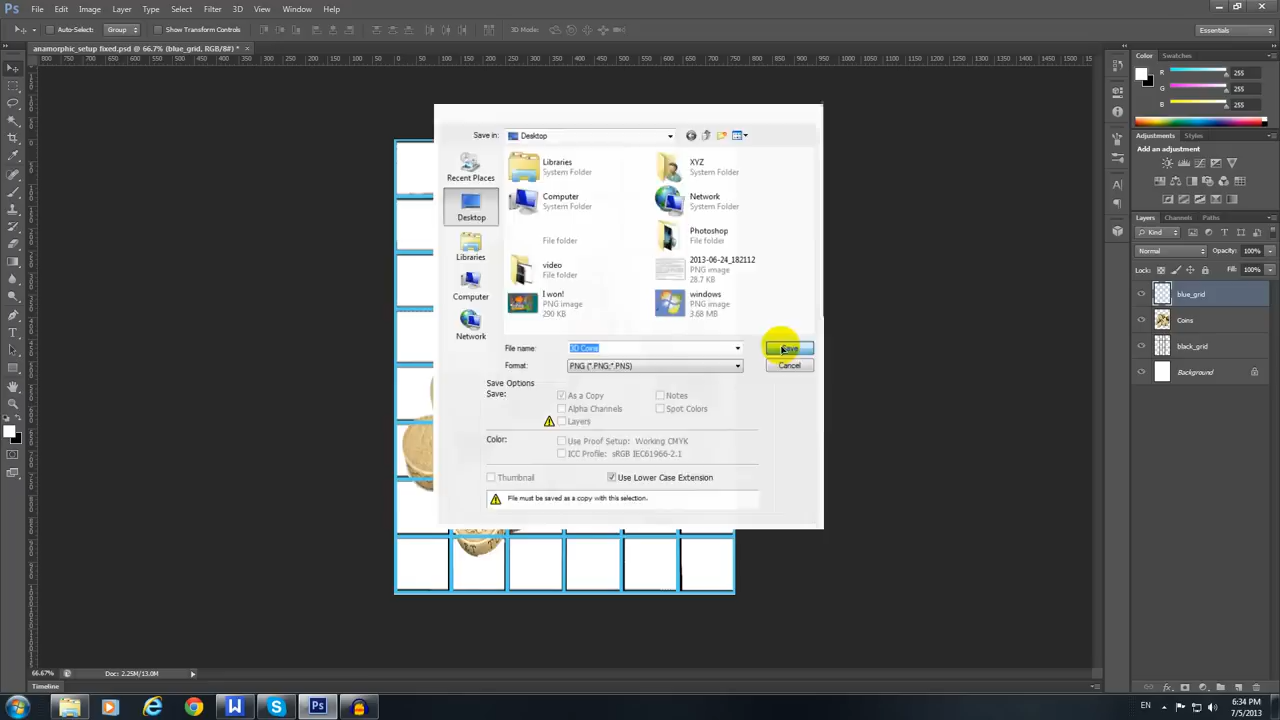 Ps File Edit Image Layer Type Select Filter 3D View Window Help
Auto-Select: Group Show Transform Controls 3D Mode: Essentials
anamorphic_setup fixed.psd @ 66.7% (blue_grid, RGB/8#) * ×
Save in: Desktop
Recent Places
Desktop
Libraries
Computer
Network
Libraries
System Folder
XYZ
System Folder
Computer
System Folder
Network
System Folder
File folder
Photoshop
File folder
video
File folder
2013-06-24_182112
PNG image
28.7 KB
I won!
PNG image
290 KB
windows
PNG image
3.68 MB
File name: 3D Coins Save
Format: PNG (*.PNG;*.PNS) Cancel
Save Options
Save: As a Copy Notes
Alpha Channels Spot Colors
Layers
Color: Use Proof Setup: Working CMYK
ICC Profile: sRGB IEC61966-2.1
Thumbnail Use Lower Case Extension
File must be saved as a copy with this selection.
Color Swatches
R 255
G 255
B 255
Adjustments Styles
Add an adjustment
Layers Channels Paths
Kind
Normal Opacity: 100%
Lock: Fill: 100%
blue_grid
Coins
black_grid
Background
66.67% Doc: 2.25M/13.0M
Timeline
EN 6:34 PM
7/5/2013